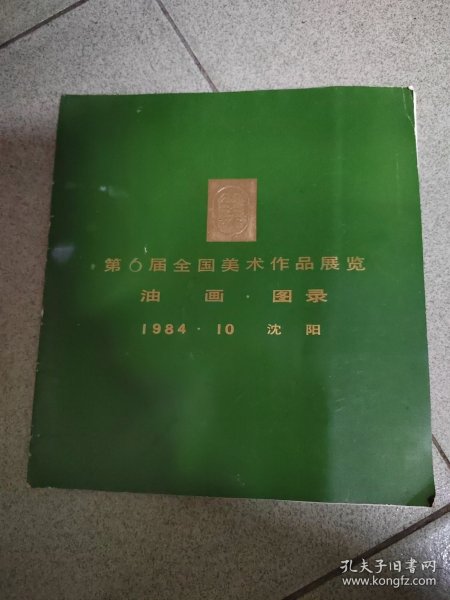 第6届全国美术作品展览
油画·图录
1984·10 沈阳
孔夫子旧书网
www.kongfz.com